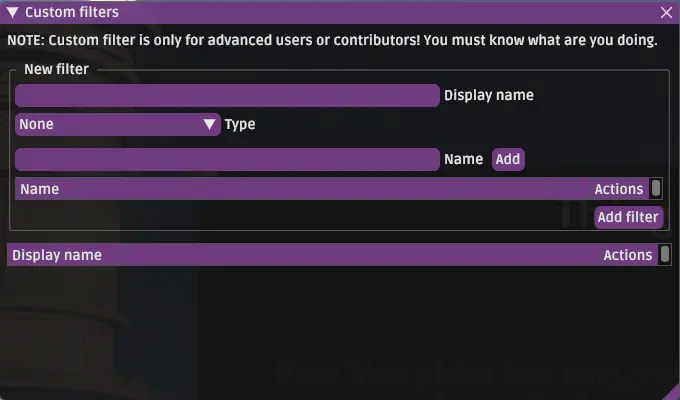 Custom filters
NOTE: Custom filter is only for advanced users or contributors! You must know what are you doing.
New filter
Display name
None
Type
Name
Add
Name
Actions
Add filter
Display name
Actions